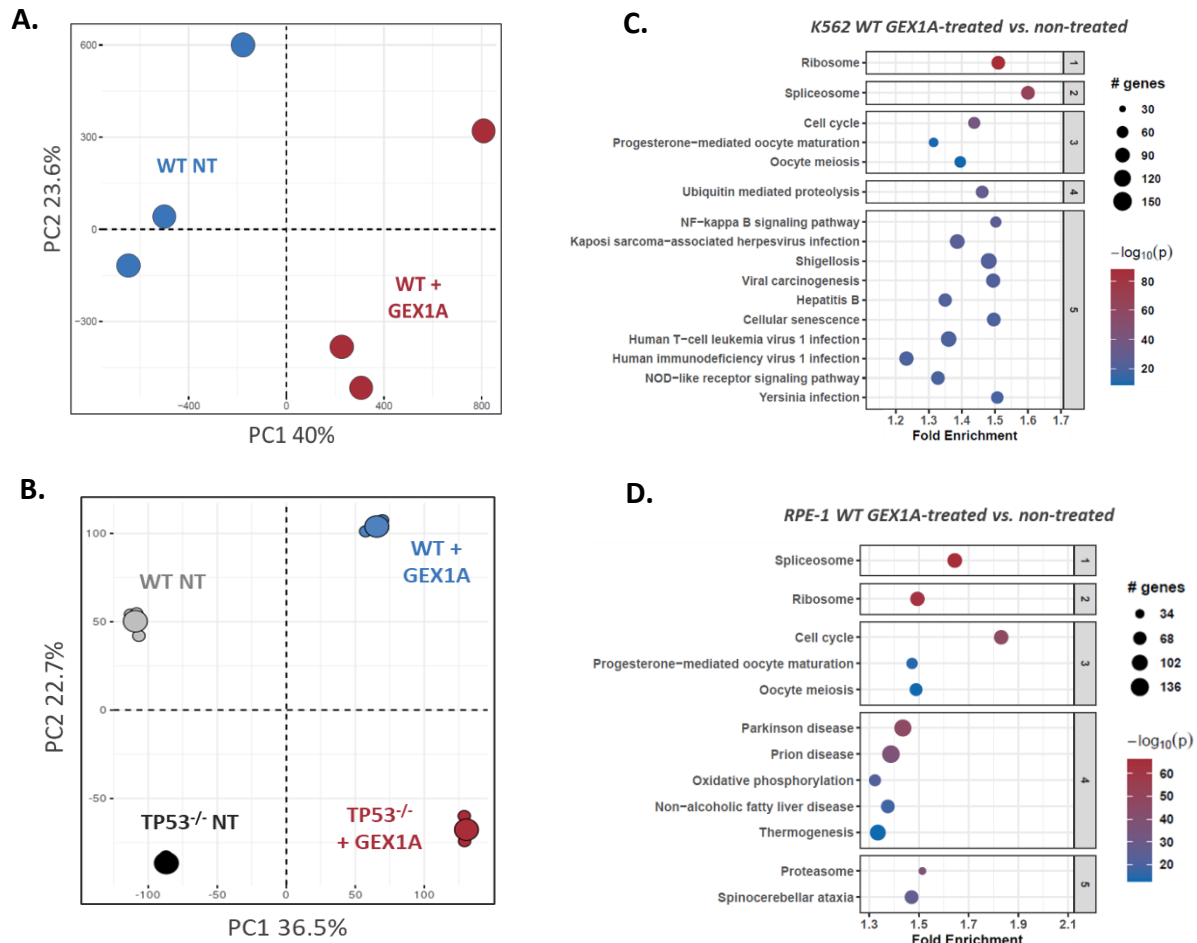 A.
600
300
0
−300
−400
0
400
800
WT NT
WT +
GEX1A
PC2 23.6%
PC1 40%
B.
100
50
0
-50
-100
-50
0
50
100
WT NT
WT +
GEX1A
TP53-/- NT
TP53-/-
+ GEX1A
PC2 22.7%
PC1 36.5%
C.
K562 WT GEX1A-treated vs. non-treated
Ribosome
Spliceosome
Cell cycle
Progesterone−mediated oocyte maturation
Oocyte meiosis
Ubiquitin mediated proteolysis
NF−kappa B signaling pathway
Kaposi sarcoma−associated herpesvirus infection
Shigellosis
Viral carcinogenesis
Hepatitis B
Cellular senescence
Human T−cell leukemia virus 1 infection
Human immunodeficiency virus 1 infection
NOD−like receptor signaling pathway
Yersinia infection
1
2
3
4
5
1.2
1.3
1.4
1.5
1.6
1.7
Fold Enrichment
# genes
30
60
90
120
150
−log10(p)
80
60
40
20
D.
RPE-1 WT GEX1A-treated vs. non-treated
Spliceosome
Ribosome
Cell cycle
Progesterone−mediated oocyte maturation
Oocyte meiosis
Parkinson disease
Prion disease
Oxidative phosphorylation
Non−alcoholic fatty liver disease
Thermogenesis
Proteasome
Spinocerebellar ataxia
1
2
3
4
5
1.3
1.5
1.7
1.9
2.1
Fold Enrichment
# genes
34
68
102
136
−log10(p)
60
50
40
30
20